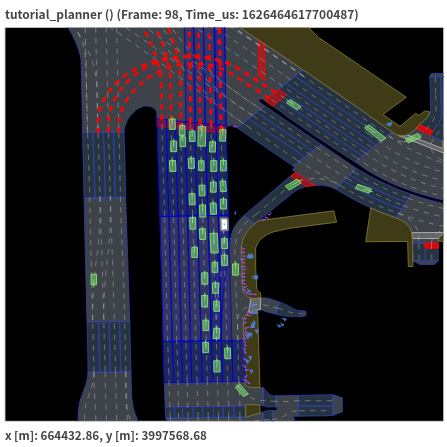 tutorial_planner () (Frame: 98, Time_us: 1626464617700487)
x [m]: 664432.86, y [m]: 3997568.68